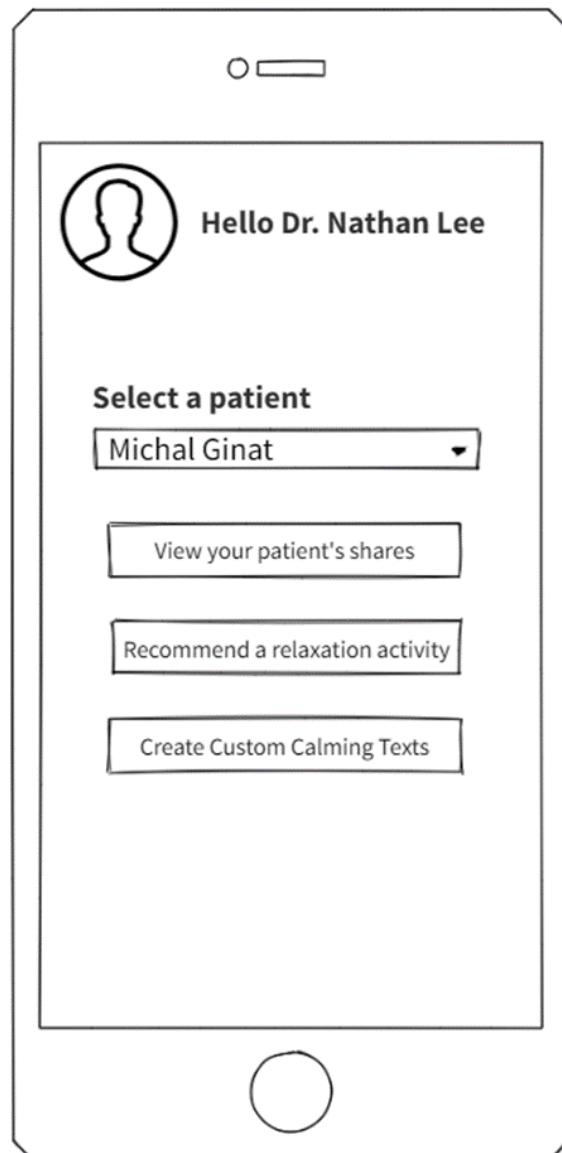 Hello Dr. Nathan Lee
Select a patient
Michal Ginat
View your patient's shares
Recommend a relaxation activity
Create Custom Calming Texts